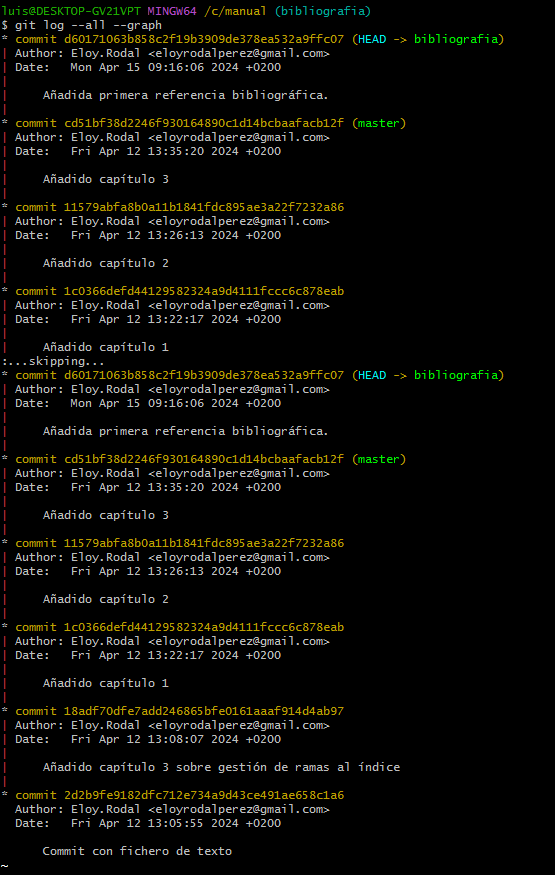 luis@DESKTOP-GV21VPT MINGW64 /c/manual (bibliografia)
$ git log --all --graph
* commit d60171063b858c2f19b3909de378ea532a9ffc07 (HEAD -> bibliografia)
| Author: Eloy.Rodal <eloyrodalperez@gmail.com>
| Date:   Mon Apr 15 09:16:06 2024 +0200
|
|     Añadida primera referencia bibliográfica.
|
* commit cd51bf38d2246f930164890c1d14bcbaafacb12f (master)
| Author: Eloy.Rodal <eloyrodalperez@gmail.com>
| Date:   Fri Apr 12 13:35:20 2024 +0200
|
|     Añadido capítulo 3
|
* commit 11579abfa8b0a11b1841fdc895ae3a22f7232a86
| Author: Eloy.Rodal <eloyrodalperez@gmail.com>
| Date:   Fri Apr 12 13:26:13 2024 +0200
|
|     Añadido capítulo 2
|
* commit 1c0366defd44129582324a9d4111fccc6c878eab
| Author: Eloy.Rodal <eloyrodalperez@gmail.com>
| Date:   Fri Apr 12 13:22:17 2024 +0200
|
|     Añadido capítulo 1
:...skipping...
* commit d60171063b858c2f19b3909de378ea532a9ffc07 (HEAD -> bibliografia)
| Author: Eloy.Rodal <eloyrodalperez@gmail.com>
| Date:   Mon Apr 15 09:16:06 2024 +0200
|
|     Añadida primera referencia bibliográfica.
|
* commit cd51bf38d2246f930164890c1d14bcbaafacb12f (master)
| Author: Eloy.Rodal <eloyrodalperez@gmail.com>
| Date:   Fri Apr 12 13:35:20 2024 +0200
|
|     Añadido capítulo 3
|
* commit 11579abfa8b0a11b1841fdc895ae3a22f7232a86
| Author: Eloy.Rodal <eloyrodalperez@gmail.com>
| Date:   Fri Apr 12 13:26:13 2024 +0200
|
|     Añadido capítulo 2
|
* commit 1c0366defd44129582324a9d4111fccc6c878eab
| Author: Eloy.Rodal <eloyrodalperez@gmail.com>
| Date:   Fri Apr 12 13:22:17 2024 +0200
|
|     Añadido capítulo 1
|
* commit 18adf70dfe7add246865bfe0161aaaf914d4ab97
| Author: Eloy.Rodal <eloyrodalperez@gmail.com>
| Date:   Fri Apr 12 13:08:07 2024 +0200
|
|     Añadido capítulo 3 sobre gestión de ramas al índice
|
* commit 2d2b9fe9182dfc712e734a9d43ce491ae658c1a6
  Author: Eloy.Rodal <eloyrodalperez@gmail.com>
  Date:   Fri Apr 12 13:05:55 2024 +0200

      Commit con fichero de texto
~